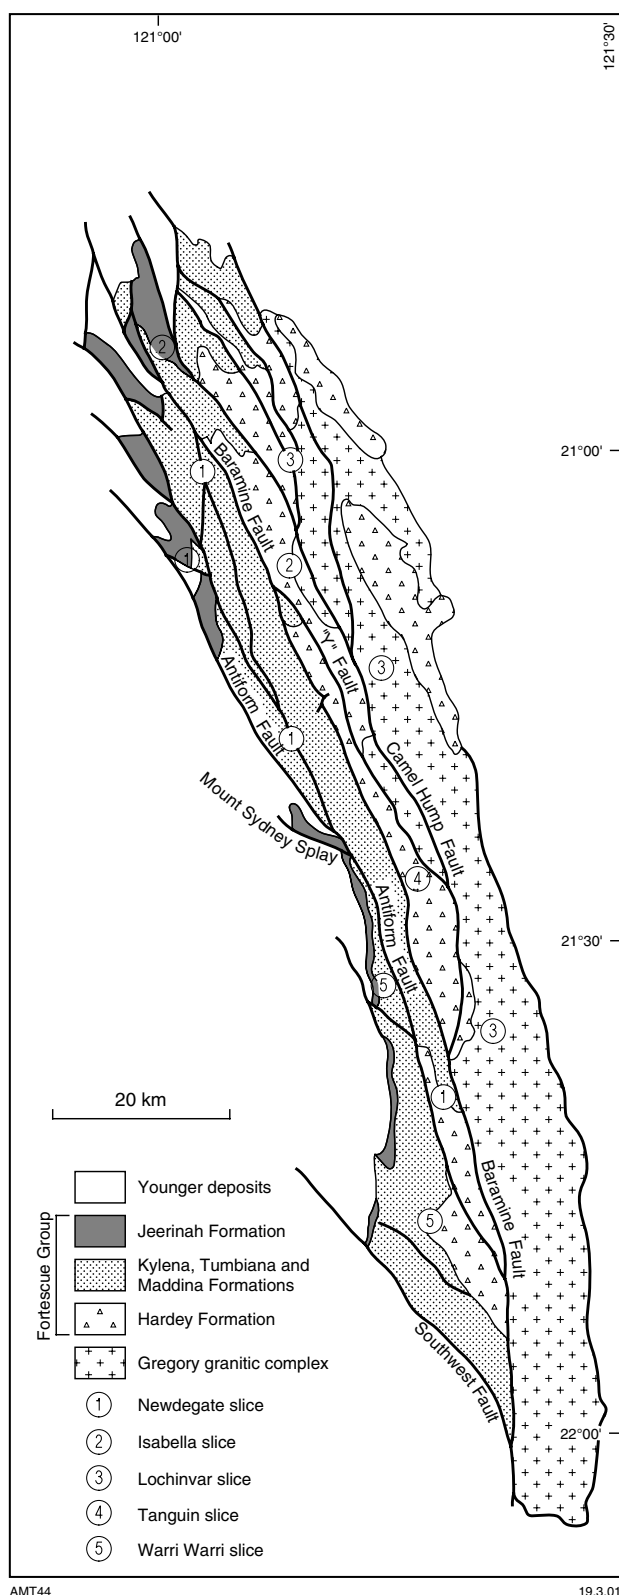 121°00'
121°30'
2
1
3
Baramine Fault
21°00'
1
2
"Y" Fault
3
Antiform Fault
1
Camel Hump Fault
Mount Sydney Splay
4
Antiform Fault
21°30'
5
3
20 km
1
Baramine Fault
5
Southwest Fault
22°00'
Younger deposits
Fortescue Group
Jeerinah Formation
Kylena, Tumbiana and
Maddina Formations
Hardey Formation
Gregory granitic complex
1 Newdegate slice
2 Isabella slice
3 Lochinvar slice
4 Tanguin slice
5 Warri Warri slice
AMT44
19.3.01